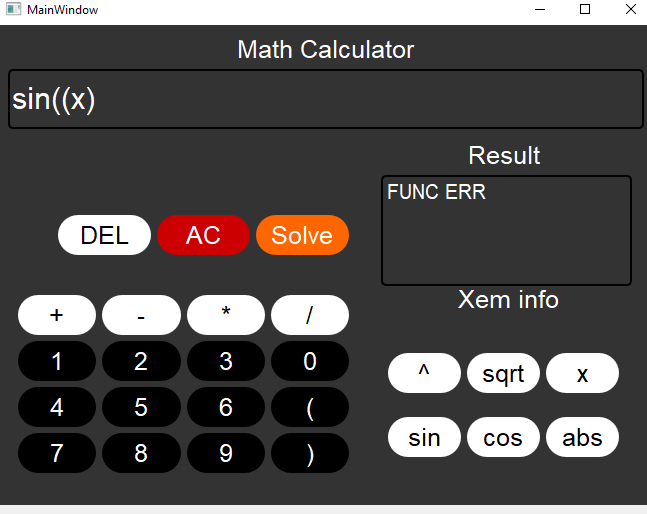 MainWindow
Math Calculator
sin((x)
Result
FUNC ERR
DEL AC Solve
Xem info
+ - * /
1 2 3 0
^ sqrt x
4 5 6 (
sin cos abs
7 8 9 )